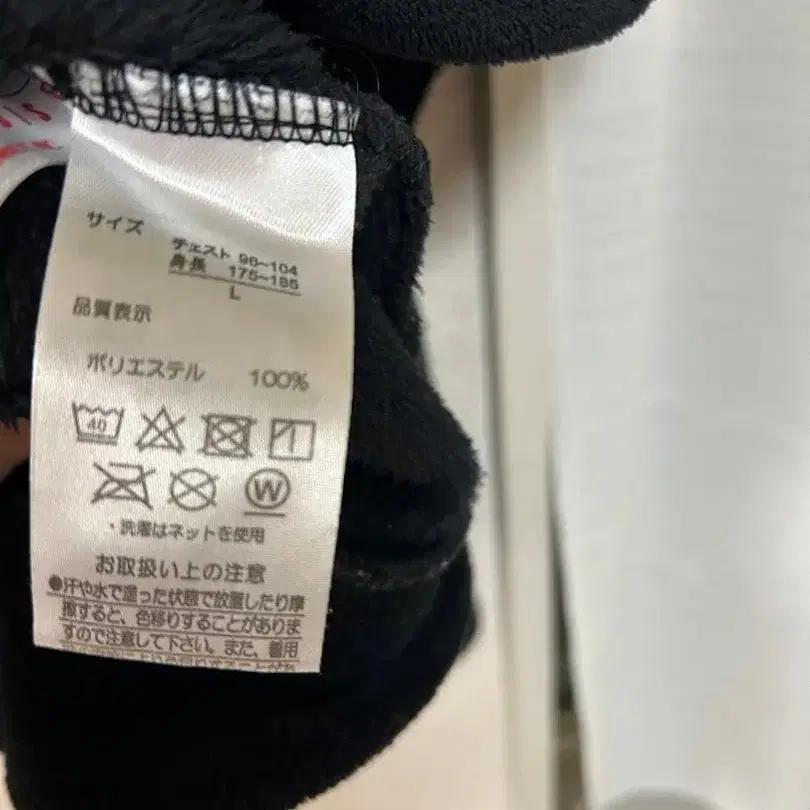 サイズ
チェスト 96~104
身長 175~185
L
品質表示
ポリエステル 100%
40
W
・洗濯はネットを使用
お取扱い上の注意
●汗や水で湿った状態で放置したり摩
擦すると、色移りすることがありま
すので注意して下さい。また、着用